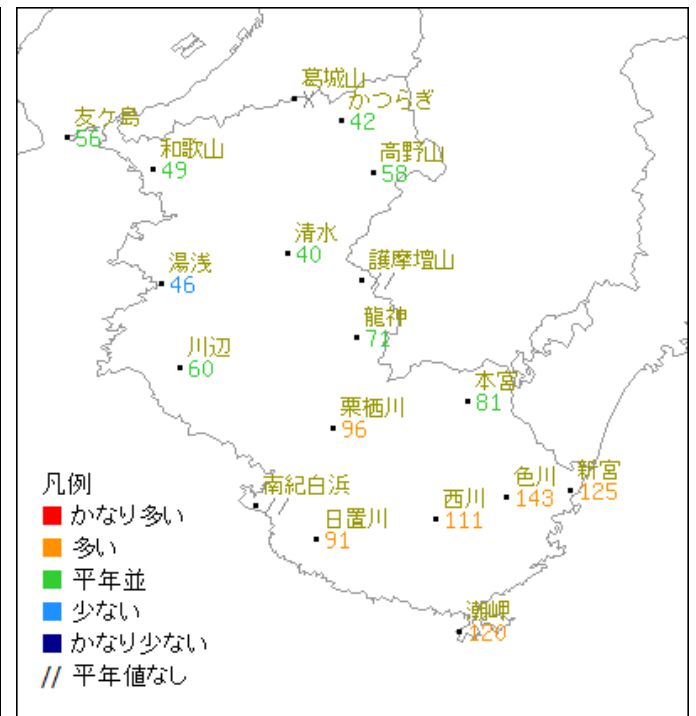 葛城山
×
かつらぎ
42
友ケ島
56
和歌山
49
高野山
58
清水
40
護摩壇山
//
湯浅
46
龍神
71
川辺
60
本宮
81
栗栖川
96
新宮
125
色川
143
南紀白浜
//
西川
111
日置川
91
潮岬
120
凡例
かなり多い
多い
平年並
少ない
かなり少ない
// 平年値なし